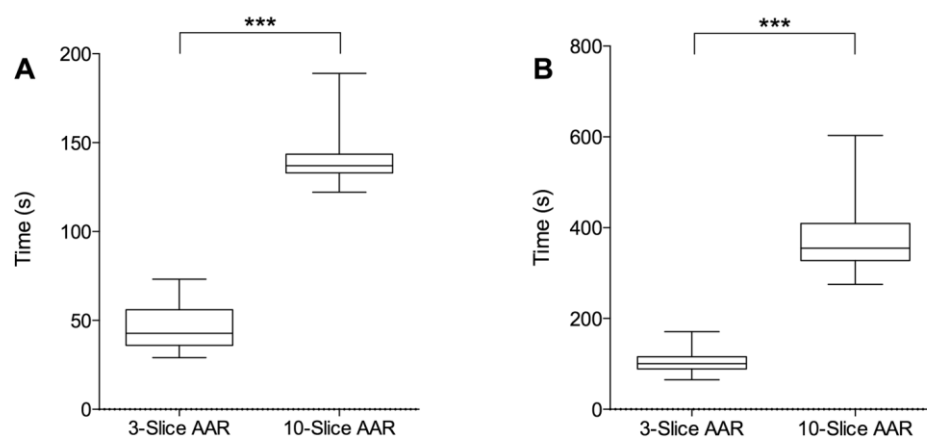 A
***
Time (s)
200
150
100
50
0
3-Slice AAR
10-Slice AAR
B
***
Time (s)
800
600
400
200
0
3-Slice AAR
10-Slice AAR